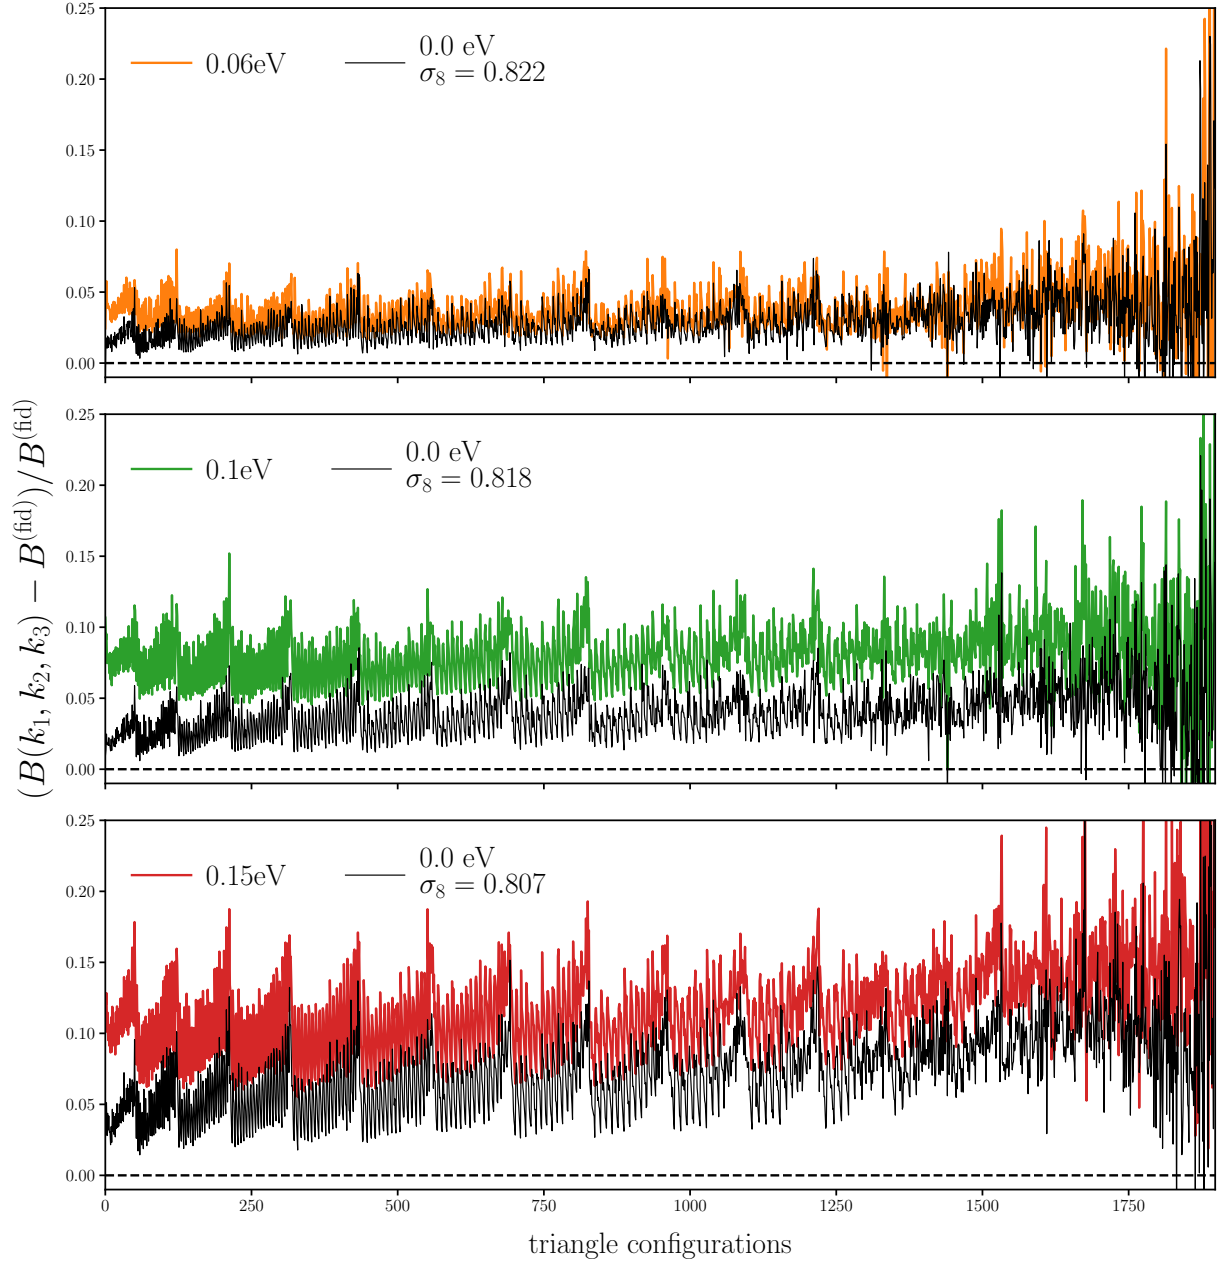 0.25
0.06eV
0.0 eV
σ₈ = 0.822
0.20
0.15
0.10
0.05
0.00
(B(k₁, k₂, k₃) − B⁽ᶠⁱᵈ⁾)/B⁽ᶠⁱᵈ⁾
0.25
0.1eV
0.0 eV
σ₈ = 0.818
0.20
0.15
0.10
0.05
0.00
0.25
0.15eV
0.0 eV
σ₈ = 0.807
0.20
0.15
0.10
0.05
0.00
0 250 500 750 1000 1250 1500 1750
triangle configurations